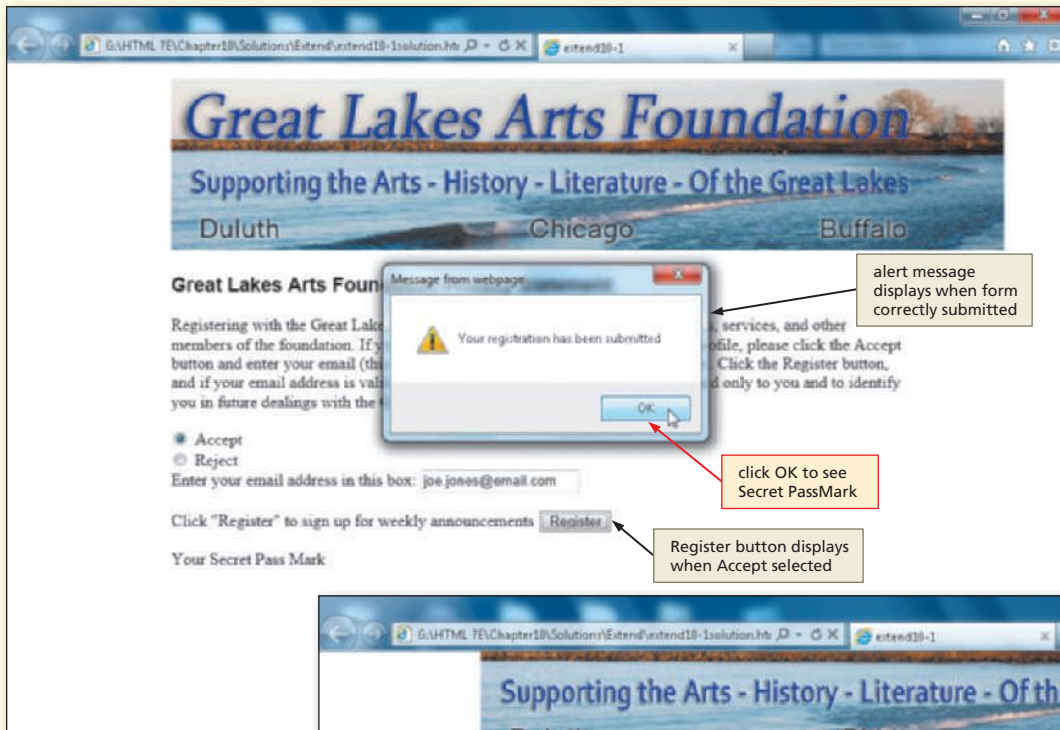 G:\HTML 7E\Chapter10\Solutions\Extend\extend10-1solution.ht
extend10-1
Great Lakes Arts Foundation
Supporting the Arts - History - Literature - Of the Great Lakes
Duluth Chicago Buffalo
Great Lakes Arts Foun
Message from webpage
Your registration has been submitted
OK
Registering with the Great Lake services, and other
members of the foundation. If y ofile, please click the Accept
button and enter your email (thi Click the Register button,
and if your email address is vali d only to you and to identify
you in future dealings with the
Accept
Reject
Enter your email address in this box: joe.jones@email.com
Click "Register" to sign up for weekly announcements Register
Your Secret Pass Mark
alert message
displays when form
correctly submitted
click OK to see
Secret PassMark
Register button displays
when Accept selected
G:\HTML 7E\Chapter10\Solutions\Extend\extend10-1solution.ht
extend10-1
Supporting the Arts - History - Literature - Of th